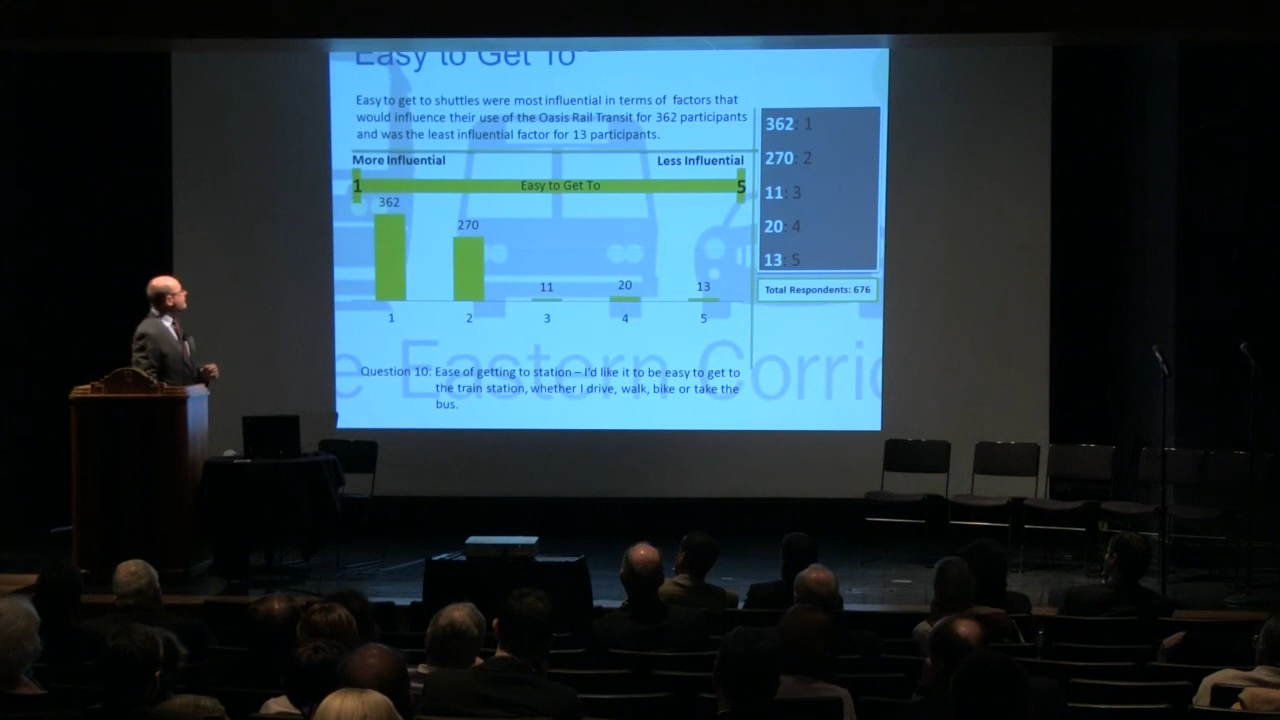 Easy to Get To
Easy to get to shuttles were most influential in terms of factors that
would influence their use of the Oasis Rail Transit for 362 participants
and was the least influential factor for 13 participants.
More Influential
Less Influential
1
Easy to Get To
5
362
270
11
20
13
1
2
3
4
5
362: 1
270: 2
11: 3
20: 4
13: 5
Total Respondents: 676
e Eastern Corri
Question 10: Ease of getting to station – I'd like it to be easy to get to
the train station, whether I drive, walk, bike or take the
bus.